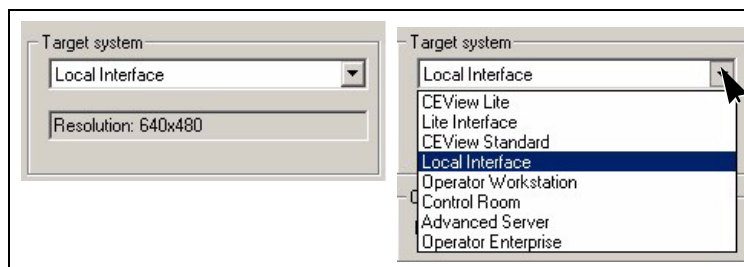 Target system
Local Interface
Resolution: 640x480
Target system
Local Interface
CEView Lite
Lite Interface
CEView Standard
Local Interface
Operator Workstation
Control Room
Advanced Server
Operator Enterprise